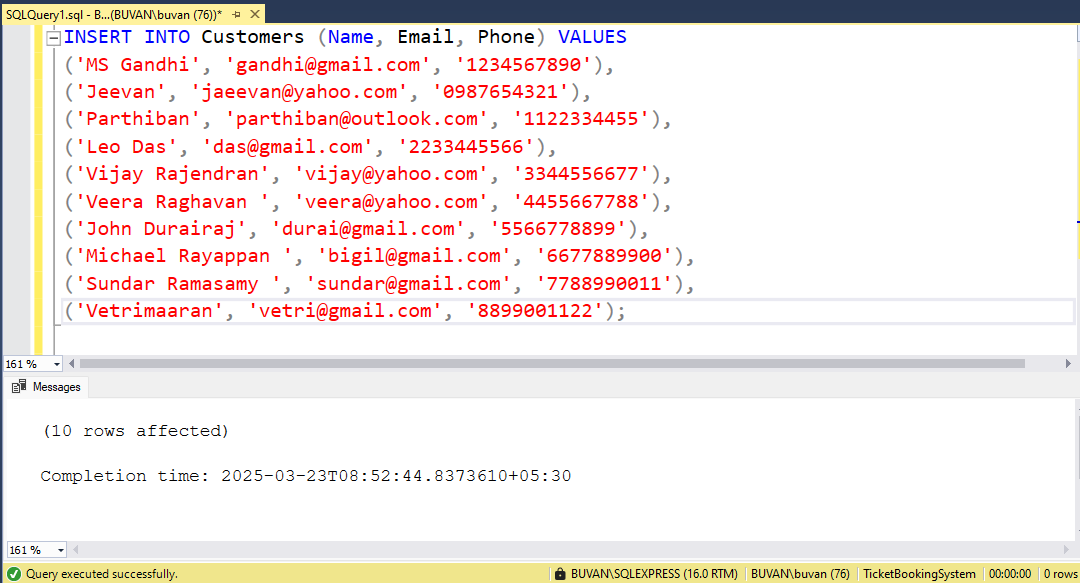 SQLQuery1.sql - B...(BUVAN\buvan (76))*
INSERT INTO Customers (Name, Email, Phone) VALUES
('MS Gandhi', 'gandhi@gmail.com', '1234567890'),
('Jeevan', 'jaeevan@yahoo.com', '0987654321'),
('Parthiban', 'parthiban@outlook.com', '1122334455'),
('Leo Das', 'das@gmail.com', '2233445566'),
('Vijay Rajendran', 'vijay@yahoo.com', '3344556677'),
('Veera Raghavan ', 'veera@yahoo.com', '4455667788'),
('John Durairaj', 'durai@gmail.com', '5566778899'),
('Michael Rayappan ', 'bigil@gmail.com', '6677889900'),
('Sundar Ramasamy ', 'sundar@gmail.com', '7788990011'),
('Vetrimaaran', 'vetri@gmail.com', '8899001122');
161 %
Messages
(10 rows affected)
Completion time: 2025-03-23T08:52:44.8373610+05:30
161 %
Query executed successfully. BUVAN\SQLEXPRESS (16.0 RTM) BUVAN\buvan (76) TicketBookingSystem 00:00:00 0 rows